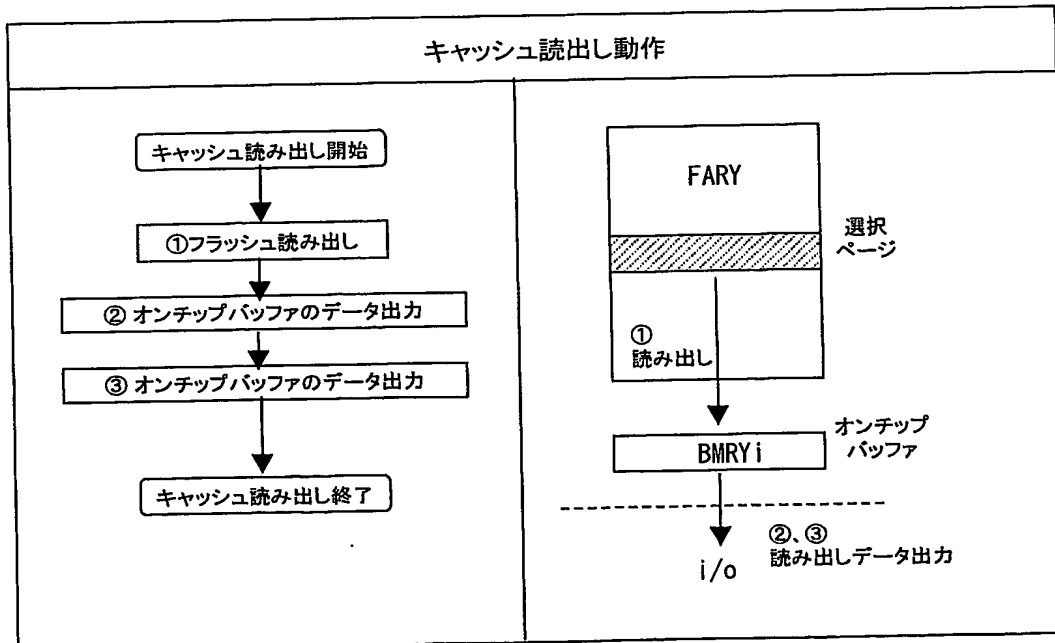 キャッシュ読出し動作
キャッシュ読み出し開始
①フラッシュ読み出し
② オンチップバッファのデータ出力
③ オンチップバッファのデータ出力
キャッシュ読み出し終了
FARY
選択
ページ
①
読み出し
BMRYi
オンチップ
バッファ
②、③
読み出しデータ出力
i/o